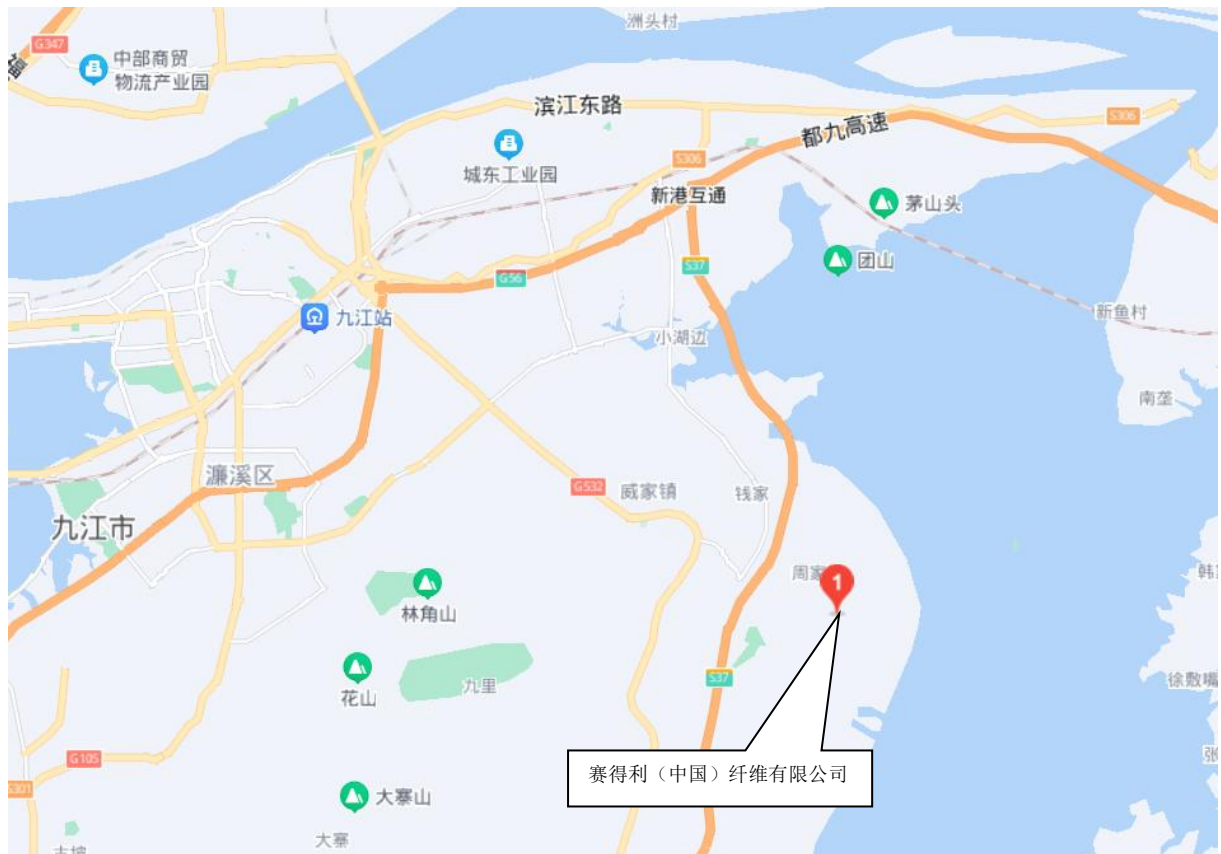 洲头村
G347
福
中部商贸
物流产业园
滨江东路
S306
都九高速
城东工业园
S306
新港互通
茅山头
团山
S37
G56
九江站
小湖边
新鱼村
南垄
濂溪区
G532
威家镇
钱家
九江市
周家
1
林角山
花山
九里
S37
徐敷嘴
G105
赛得利（中国）纤维有限公司
大寨山
大寨
S301